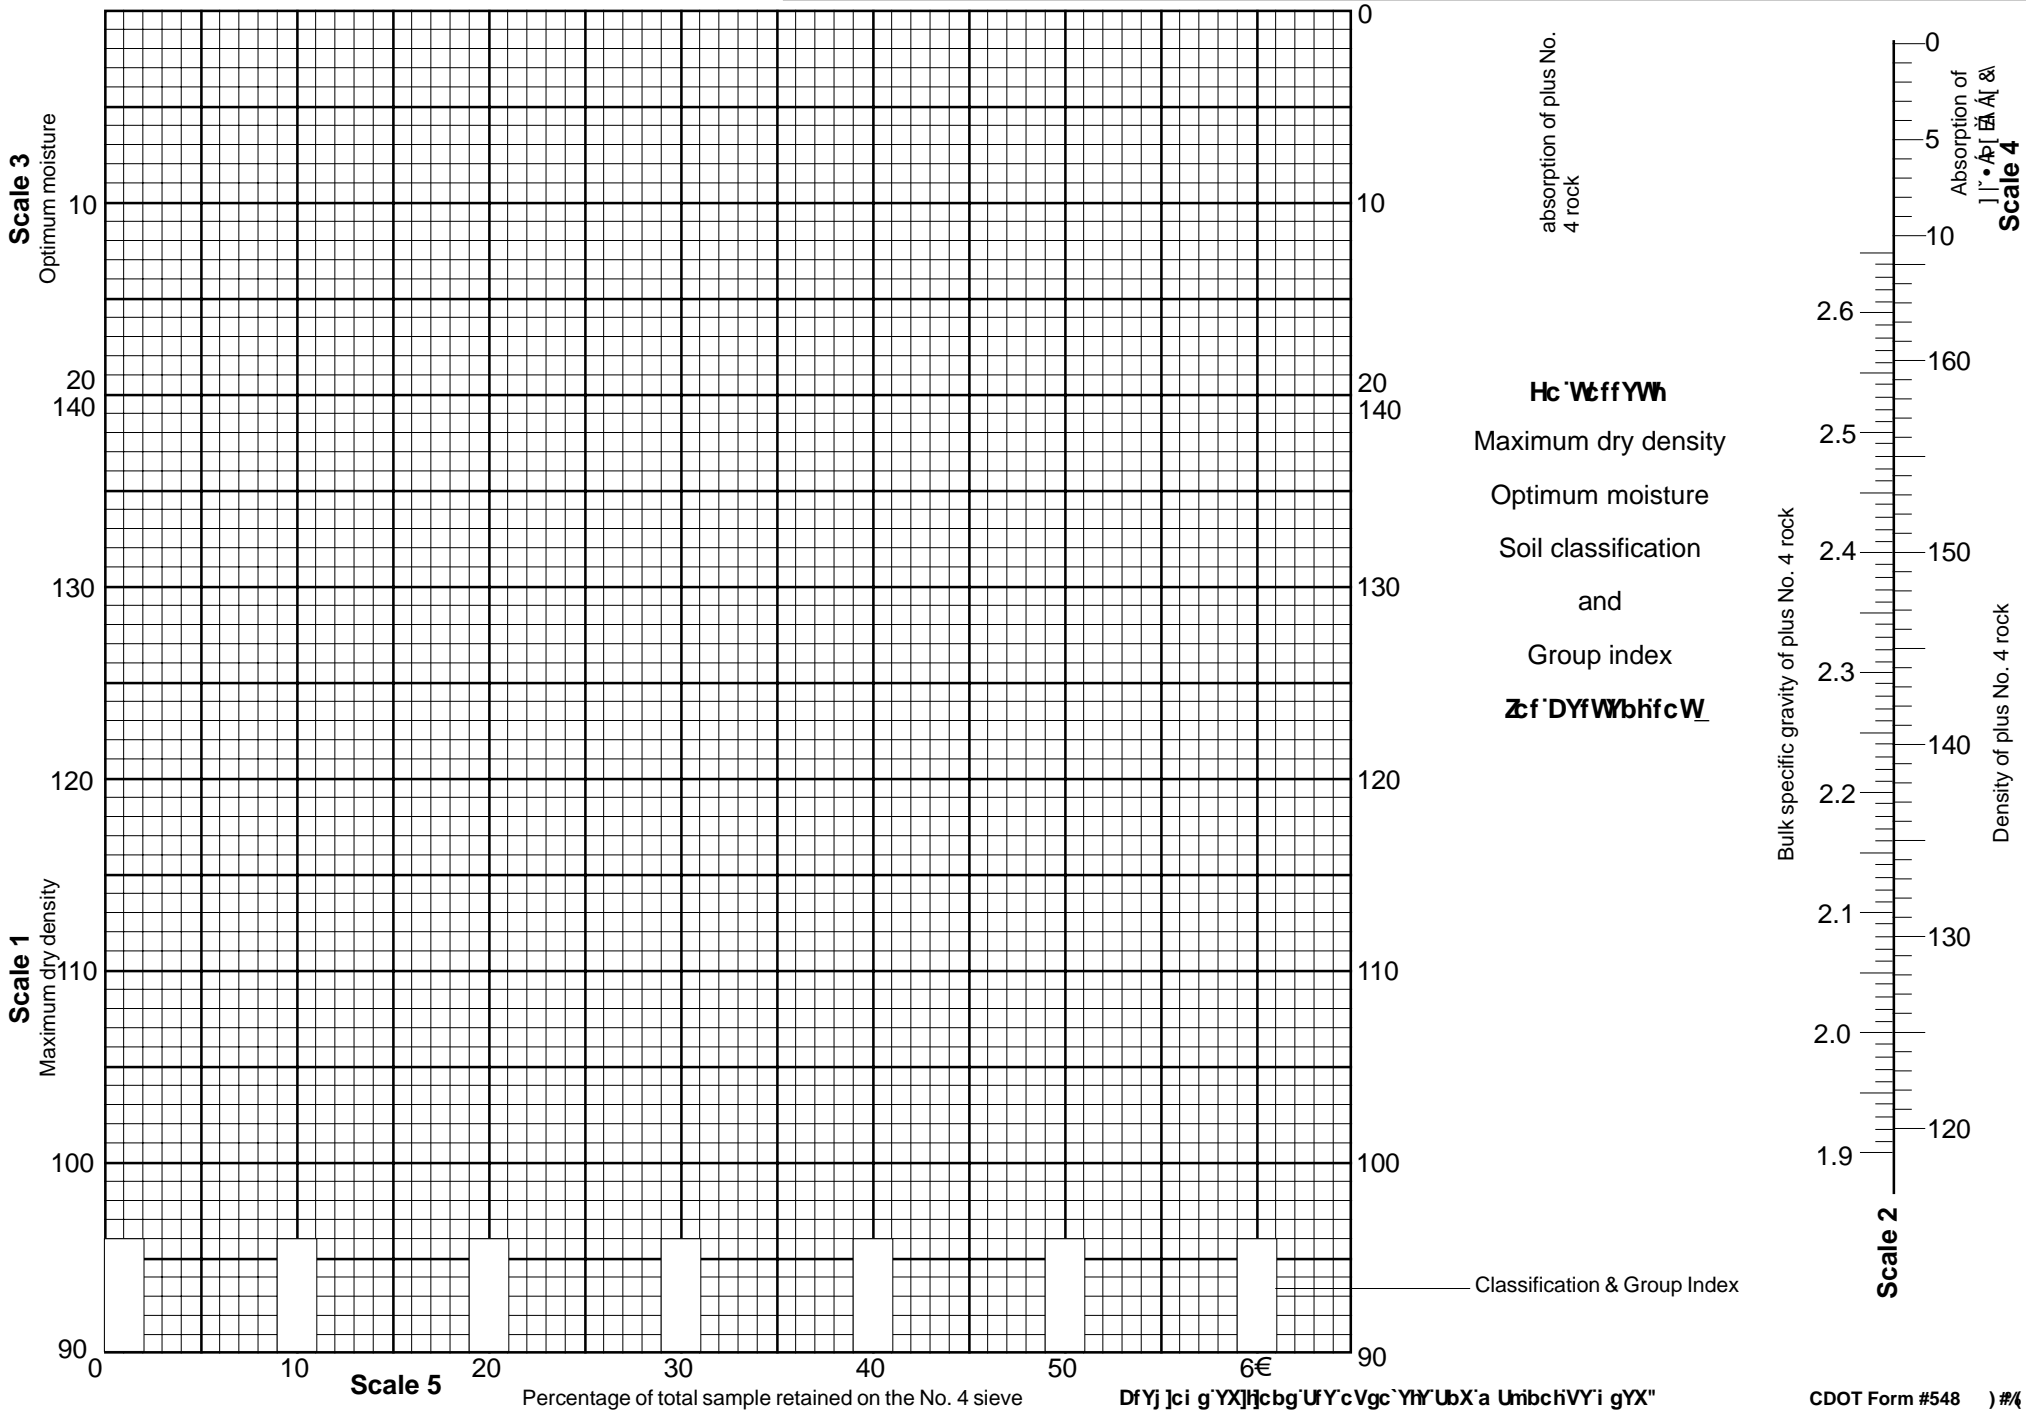 Scale 3
Optimum moisture
10
20
140
130
120
110
100
90
Scale 1
Maximum dry density
0
10
20
140
130
120
110
100
90
0
10
20
30
40
50
Scale 5
Percentage of total sample retained on the No. 4 sieve
absorption of plus No.
4 rock
Maximum dry density
Optimum moisture
Soil classification
and
Group index
Classification & Group Index
Bulk specific gravity of plus No. 4 rock
2.6
2.5
2.4
2.3
2.2
2.1
2.0
1.9
Scale 2
0
5
10
Absorption of
Scale 4
160
150
140
130
120
Density of plus No. 4 rock
CDOT Form #548